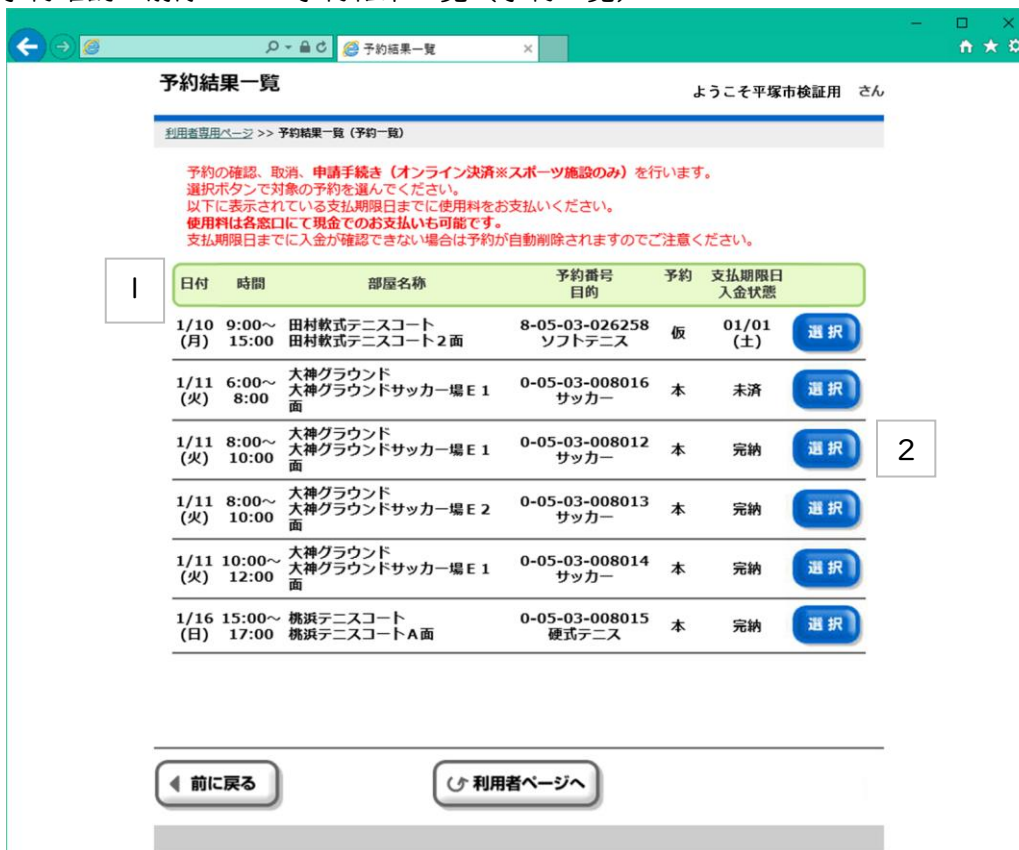 予約結果一覧
予約結果一覧
ようこそ平塚市検証用 さん
利用者専用ページ >> 予約結果一覧（予約一覧）
予約の確認、取消、申請手続き（オンライン決済※スポーツ施設のみ）を行います。
選択ボタンで対象の予約を選んでください。
以下に表示されている支払期限日までに使用料をお支払いください。
使用料は各窓口にて現金でのお支払いも可能です。
支払期限日までに入金が確認できない場合は予約が自動削除されますのでご注意ください。
1
日付 時間 部屋名称 予約番号 予約 支払期限日
目的 入金状態
1/10 9:00～ 田村軟式テニスコート 8-05-03-026258 仮 01/01 選択
(月) 15:00 田村軟式テニスコート２面 ソフトテニス (土)
1/11 6:00～ 大神グラウンド 0-05-03-008016 本 未済 選択
(火) 8:00 大神グラウンドサッカー場Ｅ１ サッカー
面
1/11 8:00～ 大神グラウンド 0-05-03-008012 本 完納 選択 2
(火) 10:00 大神グラウンドサッカー場Ｅ１ サッカー
面
1/11 8:00～ 大神グラウンド 0-05-03-008013 本 完納 選択
(火) 10:00 大神グラウンドサッカー場Ｅ２ サッカー
面
1/11 10:00～ 大神グラウンド 0-05-03-008014 本 完納 選択
(火) 12:00 大神グラウンドサッカー場Ｅ１ サッカー
面
1/16 15:00～ 桃浜テニスコート 0-05-03-008015 本 完納 選択
(日) 17:00 桃浜テニスコートＡ面 硬式テニス
前に戻る 利用者ページへ